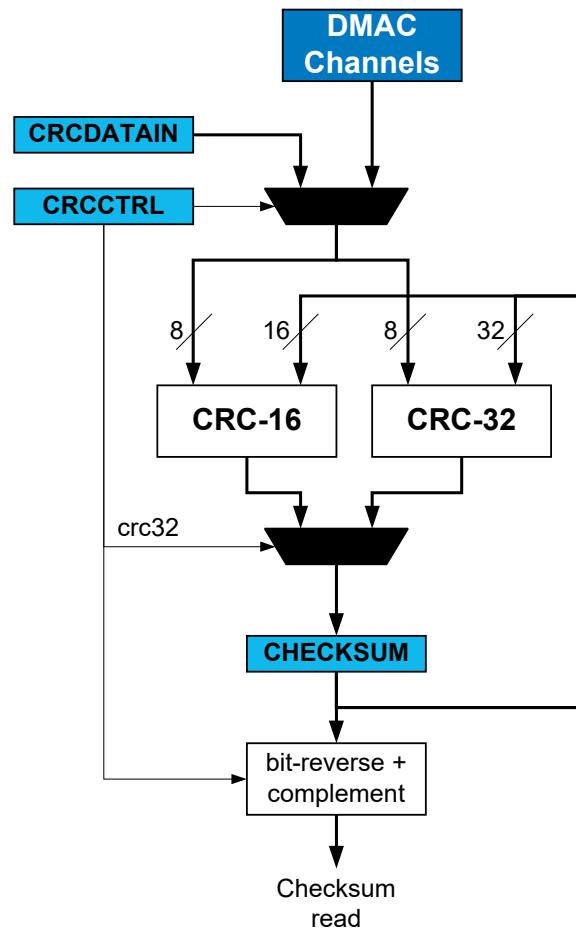 DMAC
Channels
CRCDATAIN
CRCCTRL
8
16
8
32
CRC-16
CRC-32
crc32
CHECKSUM
bit-reverse +
complement
Checksum
read